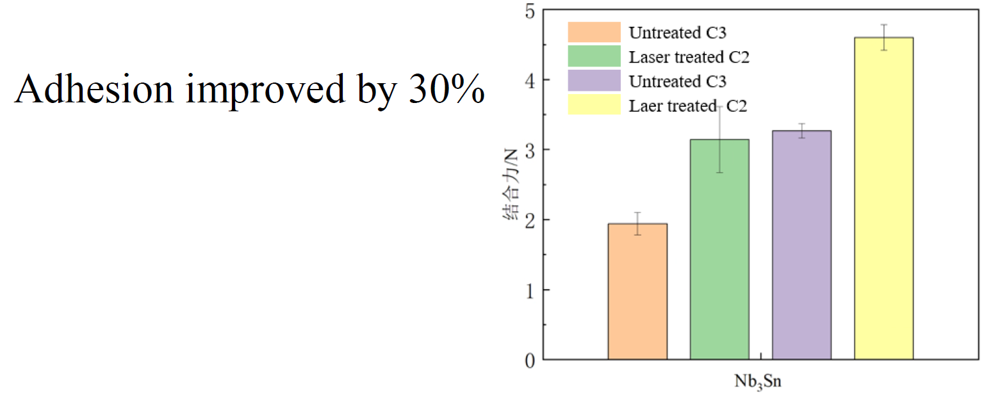 Adhesion improved by 30%
Untreated C3
Laser treated C2
Untreated C3
Laer treated C2
5
4
3
2
1
0
结合力/N
Nb₃Sn